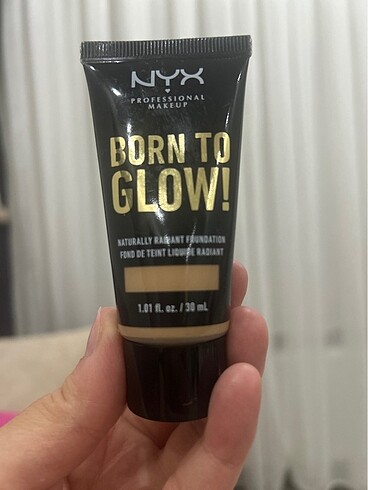 NYX
PROFESSIONAL
MAKEUP
BORN TO
GLOW!
NATURALLY RADIANT FOUNDATION
FOND DE TEINT LIQUIDE RADIANT
1.01 fl. oz. / 30 mL